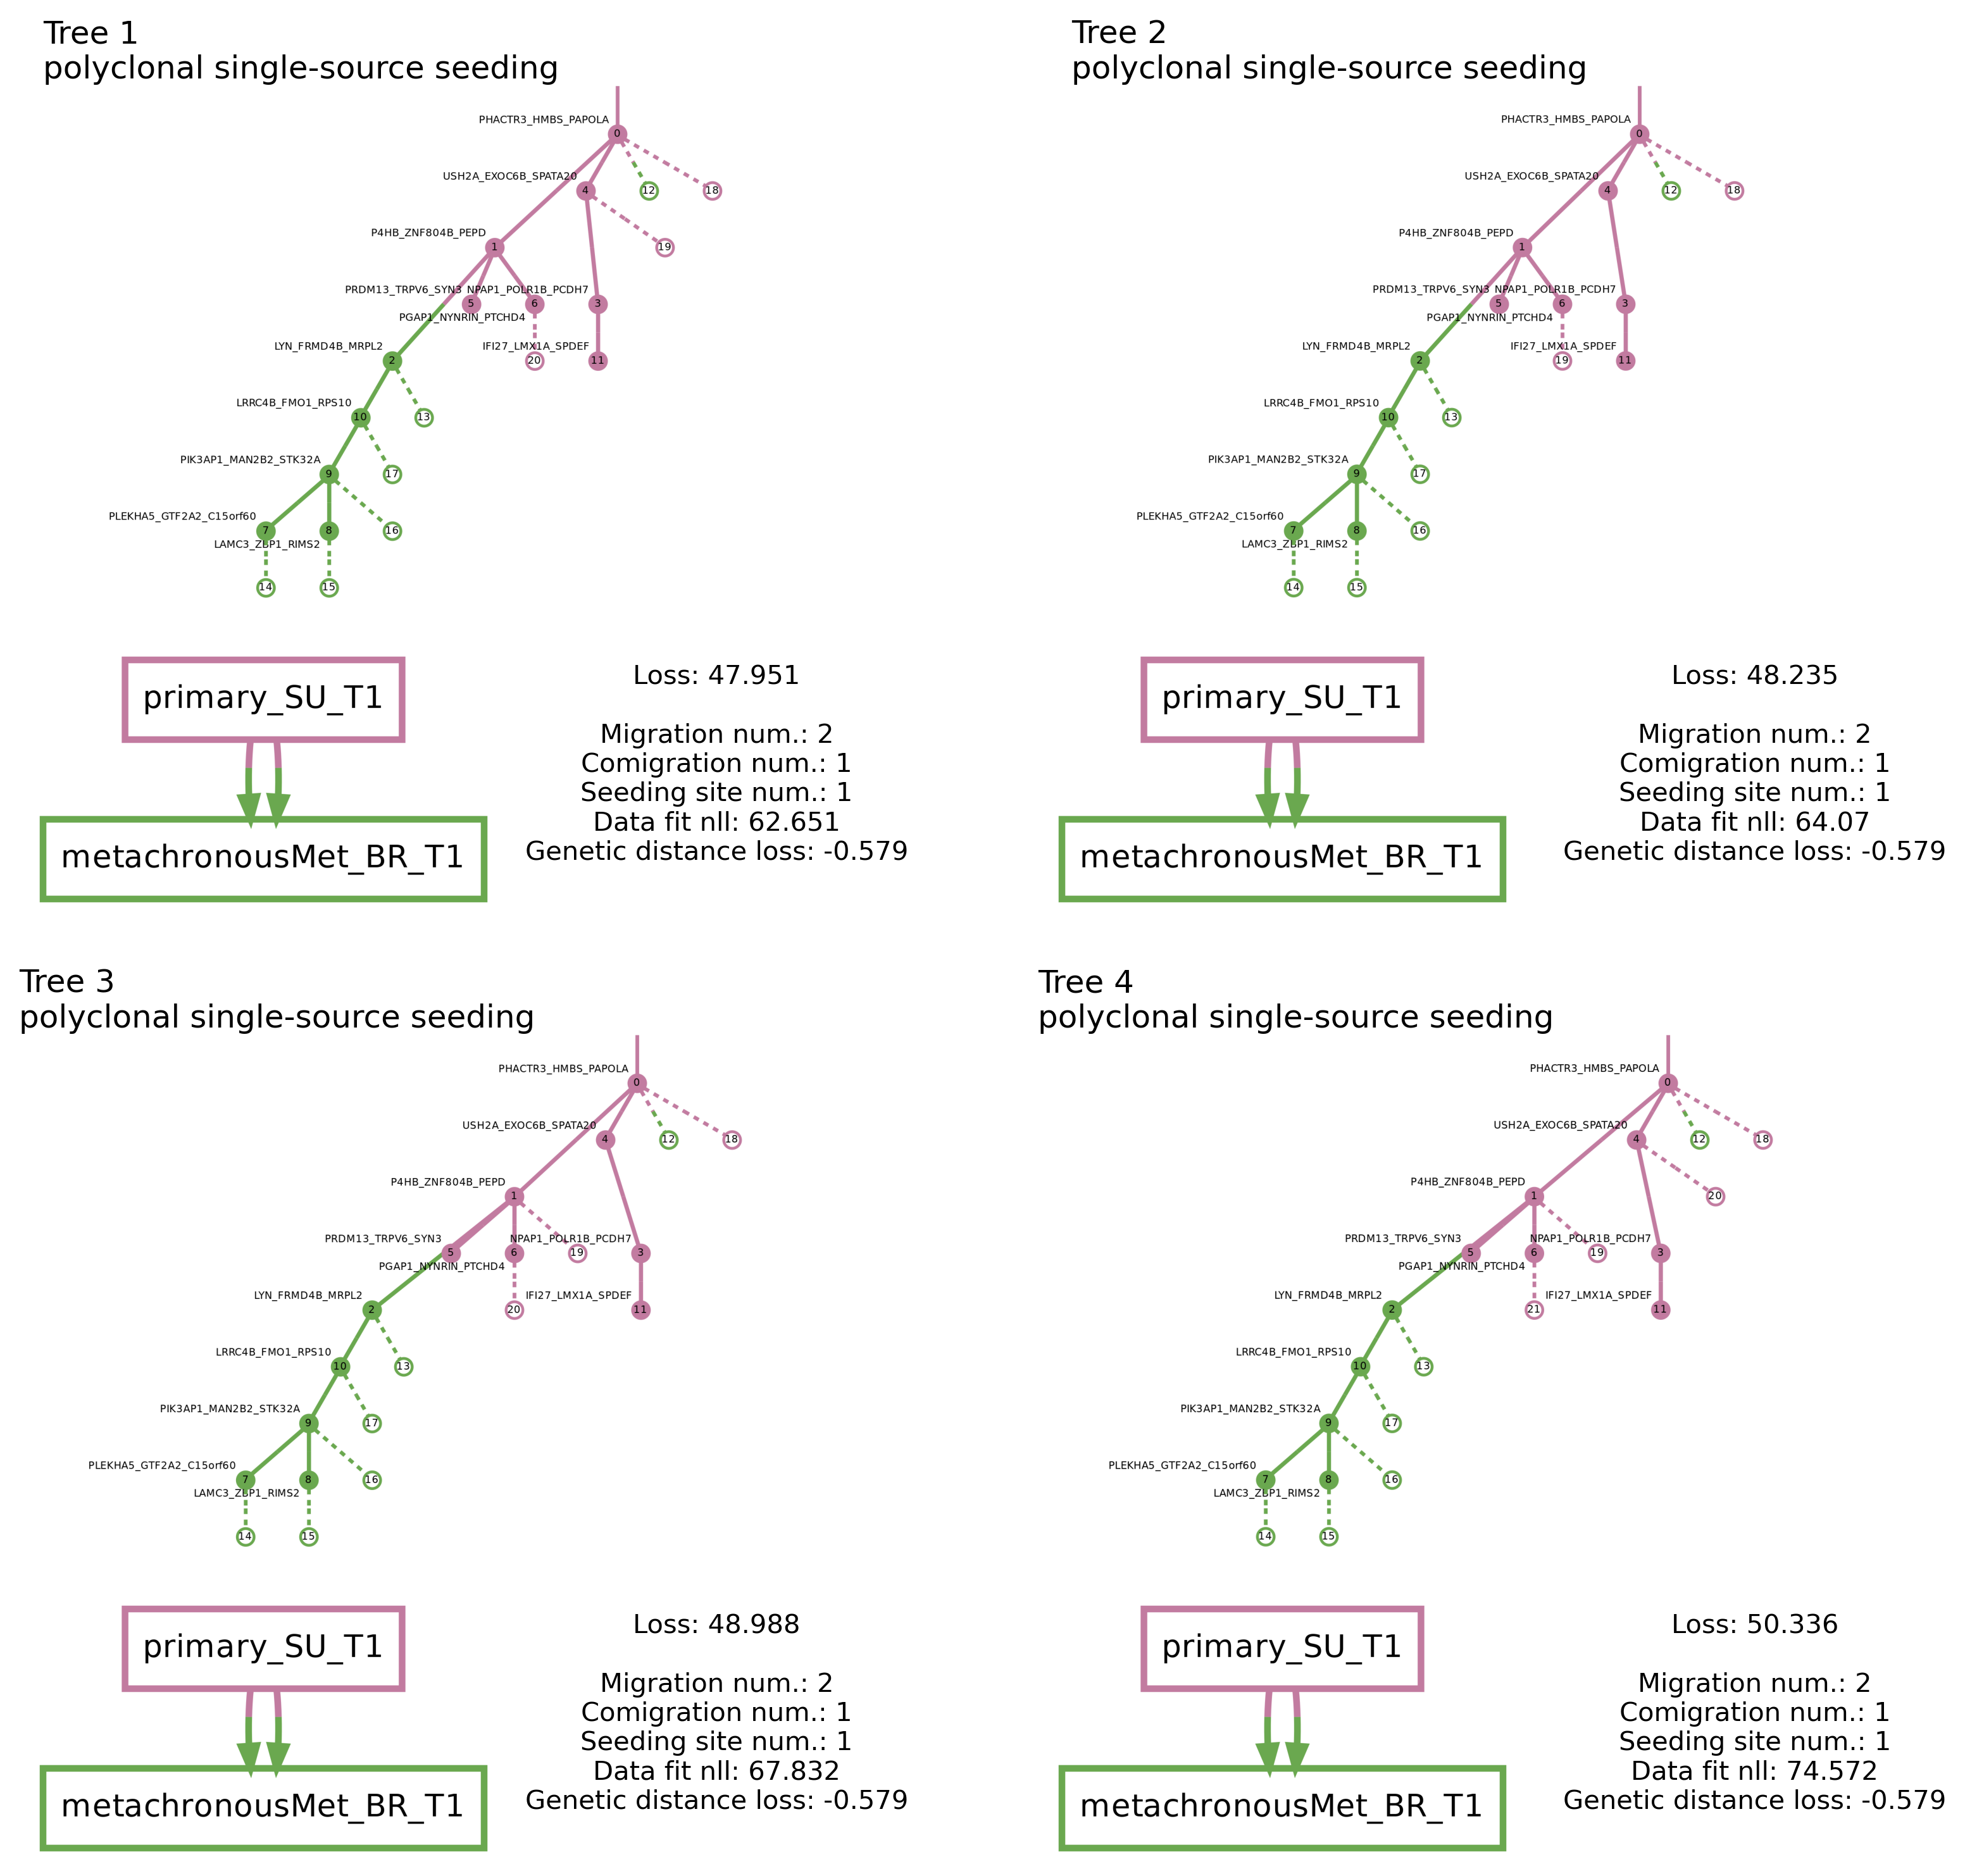 Tree 1
polyclonal single-source seeding
PHACTR3_HMBS_PAPOLA
0
USH2A_EXOC6B_SPATA20
4
12
18
P4HB_ZNF804B_PEPD
1
19
PRDM13_TRPV6_SYN3
5
NPAP1_POLR1B_PCDH7
6
3
PGAP1_NYNRIN_PTCHD4
LYN_FRMD4B_MRPL2
2
20
IFI27_LMX1A_SPDEF
11
LRRC4B_FMO1_RPS10
10
13
PIK3AP1_MAN2B2_STK32A
9
17
PLEKHA5_GTF2A2_C15orf60
7
8
16
LAMC3_ZBP1_RIMS2
14
15
primary_SU_T1
metachronousMet_BR_T1
Loss: 47.951
Migration num.: 2
Comigration num.: 1
Seeding site num.: 1
Data fit nll: 62.651
Genetic distance loss: -0.579
Tree 2
polyclonal single-source seeding
PHACTR3_HMBS_PAPOLA
0
USH2A_EXOC6B_SPATA20
4
12
18
P4HB_ZNF804B_PEPD
1
PRDM13_TRPV6_SYN3
5
NPAP1_POLR1B_PCDH7
6
3
PGAP1_NYNRIN_PTCHD4
LYN_FRMD4B_MRPL2
2
19
IFI27_LMX1A_SPDEF
11
LRRC4B_FMO1_RPS10
10
13
PIK3AP1_MAN2B2_STK32A
9
17
PLEKHA5_GTF2A2_C15orf60
7
8
16
LAMC3_ZBP1_RIMS2
14
15
primary_SU_T1
metachronousMet_BR_T1
Loss: 48.235
Migration num.: 2
Comigration num.: 1
Seeding site num.: 1
Data fit nll: 64.07
Genetic distance loss: -0.579
Tree 3
polyclonal single-source seeding
PHACTR3_HMBS_PAPOLA
0
USH2A_EXOC6B_SPATA20
4
12
18
P4HB_ZNF804B_PEPD
1
PRDM13_TRPV6_SYN3
5
6
NPAP1_POLR1B_PCDH7
19
3
PGAP1_NYNRIN_PTCHD4
LYN_FRMD4B_MRPL2
2
20
IFI27_LMX1A_SPDEF
11
LRRC4B_FMO1_RPS10
10
13
PIK3AP1_MAN2B2_STK32A
9
17
PLEKHA5_GTF2A2_C15orf60
7
8
16
LAMC3_ZBP1_RIMS2
14
15
primary_SU_T1
metachronousMet_BR_T1
Loss: 48.988
Migration num.: 2
Comigration num.: 1
Seeding site num.: 1
Data fit nll: 67.832
Genetic distance loss: -0.579
Tree 4
polyclonal single-source seeding
PHACTR3_HMBS_PAPOLA
0
USH2A_EXOC6B_SPATA20
4
12
18
P4HB_ZNF804B_PEPD
1
20
PRDM13_TRPV6_SYN3
5
6
NPAP1_POLR1B_PCDH7
19
3
PGAP1_NYNRIN_PTCHD4
LYN_FRMD4B_MRPL2
2
21
IFI27_LMX1A_SPDEF
11
LRRC4B_FMO1_RPS10
10
13
PIK3AP1_MAN2B2_STK32A
9
17
PLEKHA5_GTF2A2_C15orf60
7
8
16
LAMC3_ZBP1_RIMS2
14
15
primary_SU_T1
metachronousMet_BR_T1
Loss: 50.336
Migration num.: 2
Comigration num.: 1
Seeding site num.: 1
Data fit nll: 74.572
Genetic distance loss: -0.579